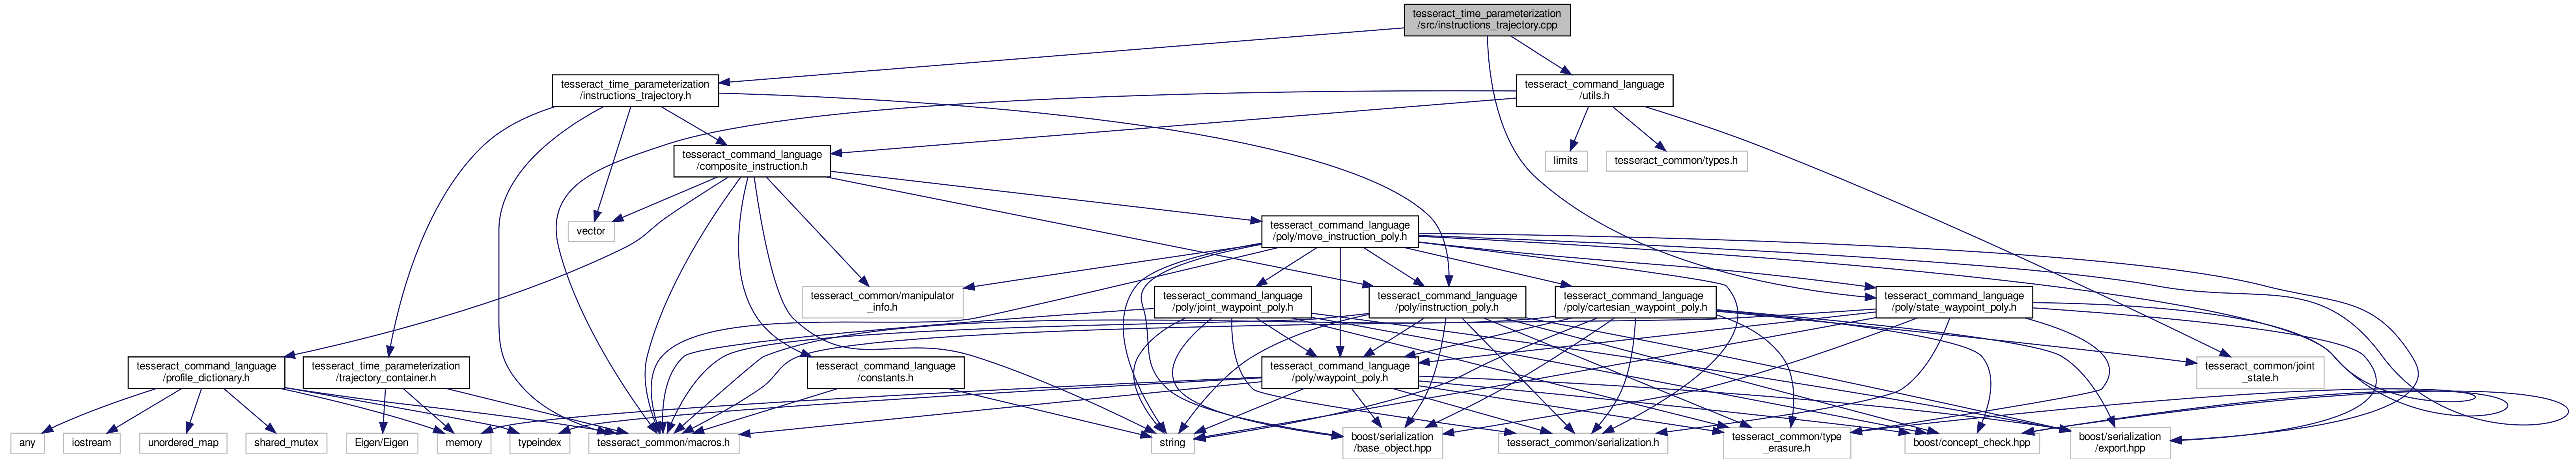 tesseract_time_parameterization
/src/instructions_trajectory.cpp
tesseract_time_parameterization
/instructions_trajectory.h
tesseract_command_language
/utils.h
tesseract_command_language
/composite_instruction.h
limits
tesseract_common/types.h
vector
tesseract_command_language
/poly/move_instruction_poly.h
tesseract_common/manipulator
_info.h
tesseract_command_language
/poly/joint_waypoint_poly.h
tesseract_command_language
/poly/instruction_poly.h
tesseract_command_language
/poly/cartesian_waypoint_poly.h
tesseract_command_language
/poly/state_waypoint_poly.h
tesseract_command_language
/profile_dictionary.h
tesseract_time_parameterization
/trajectory_container.h
tesseract_command_language
/constants.h
tesseract_command_language
/poly/waypoint_poly.h
tesseract_common/joint
_state.h
any
iostream
unordered_map
shared_mutex
Eigen/Eigen
memory
typeindex
tesseract_common/macros.h
string
boost/serialization
/base_object.hpp
tesseract_common/serialization.h
tesseract_common/type
_erasure.h
boost/concept_check.hpp
boost/serialization
/export.hpp